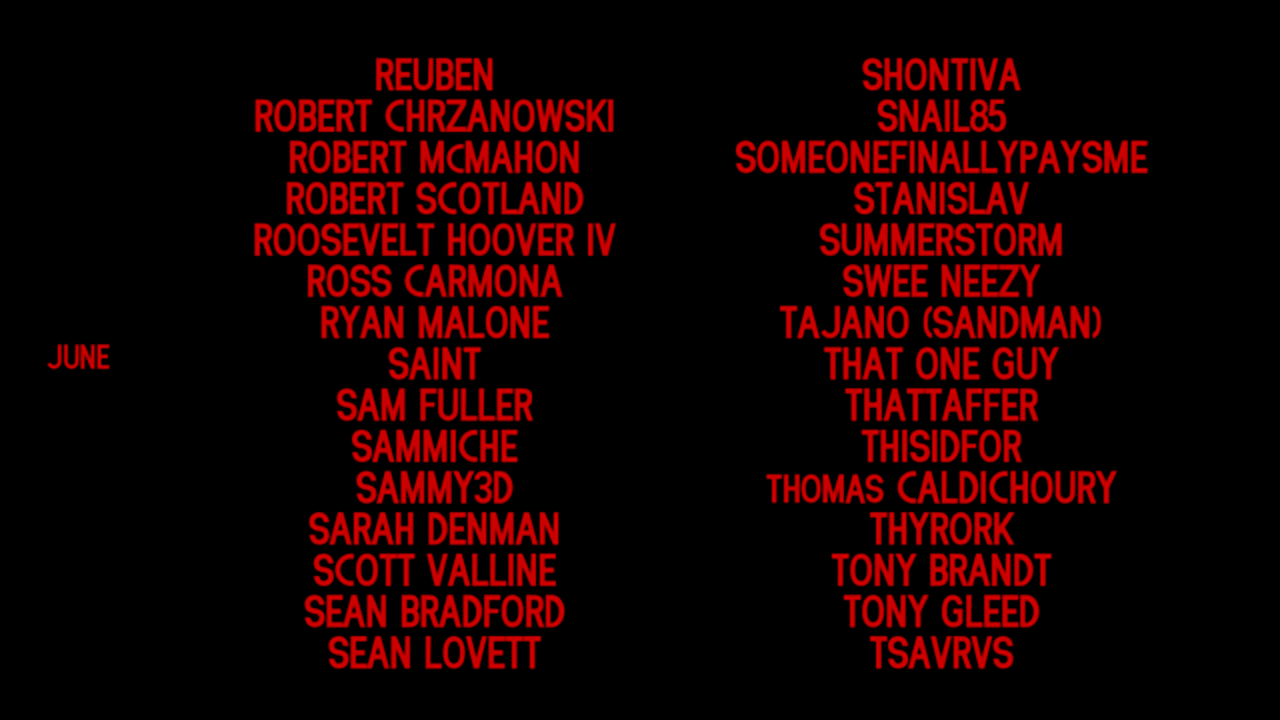 JUNE
REUBEN
ROBERT CHRZANOWSKI
ROBERT McMAHON
ROBERT SCOTLAND
ROOSEVELT HOOVER IV
ROSS CARMONA
RYAN MALONE
SAINT
SAM FULLER
SAMMICHE
SAMMY3D
SARAH DENMAN
SCOTT VALLINE
SEAN BRADFORD
SEAN LOVETT
SHONTIVA
SNAIL85
SOMEONEFINALLYPAYSME
STANISLAV
SUMMERSTORM
SWEE NEEZY
TAJANO (SANDMAN)
THAT ONE GUY
THATTAFFER
THISIDFOR
THOMAS CALDICHOURY
THYRORK
TONY BRANDT
TONY GLEED
TSAVRVS